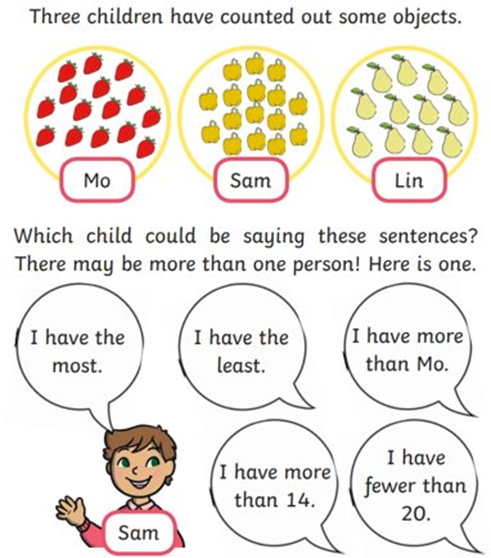 Three children have counted out some objects.
Mo
Sam
Lin
Which child could be saying these sentences?
There may be more than one person! Here is one.
I have the
most.
I have the
least.
I have more
than Mo.
I have more
than 14.
I have
fewer than
20.
Sam